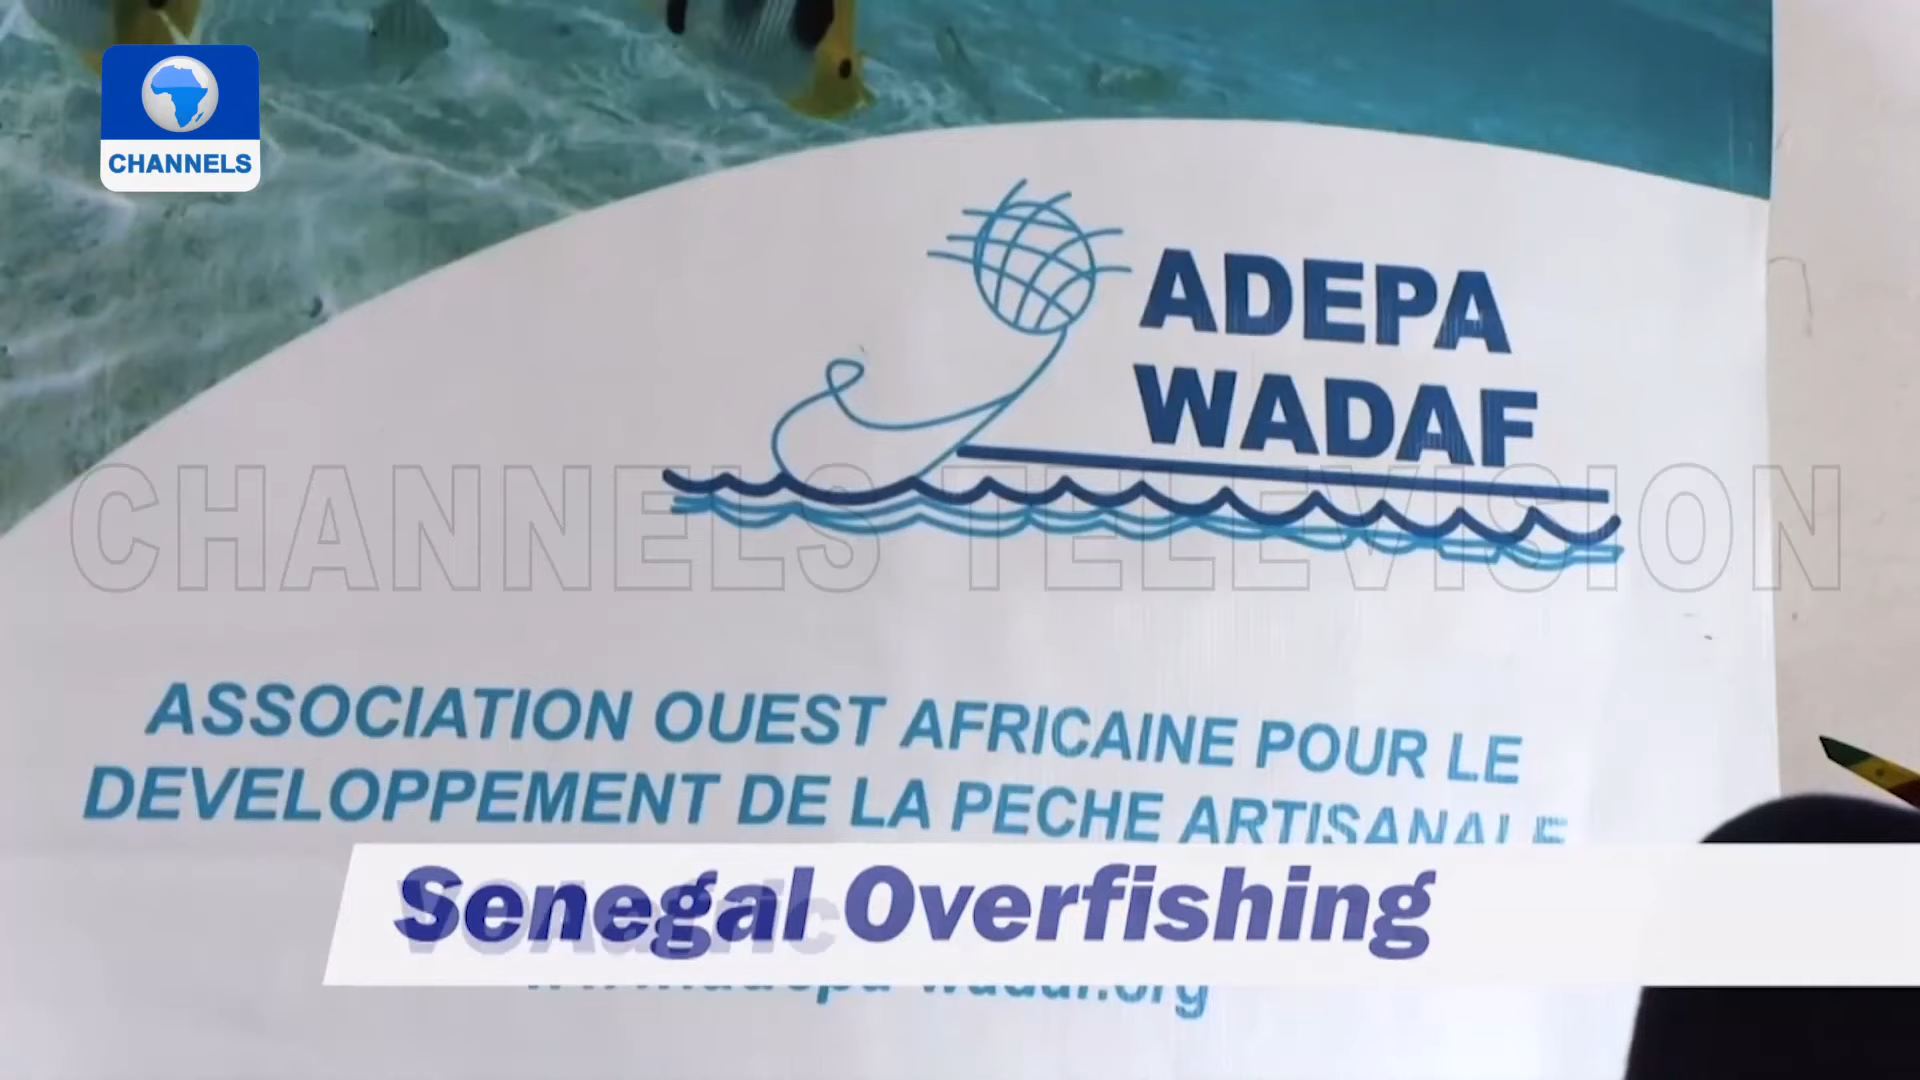 CHANNELS
ADEPA
WADAF
CHANNELS TELEVISION
ASSOCIATION OUEST AFRICAINE POUR LE
DEVELOPPEMENT DE LA PECHE ARTISANALE
Senegal Overfishing